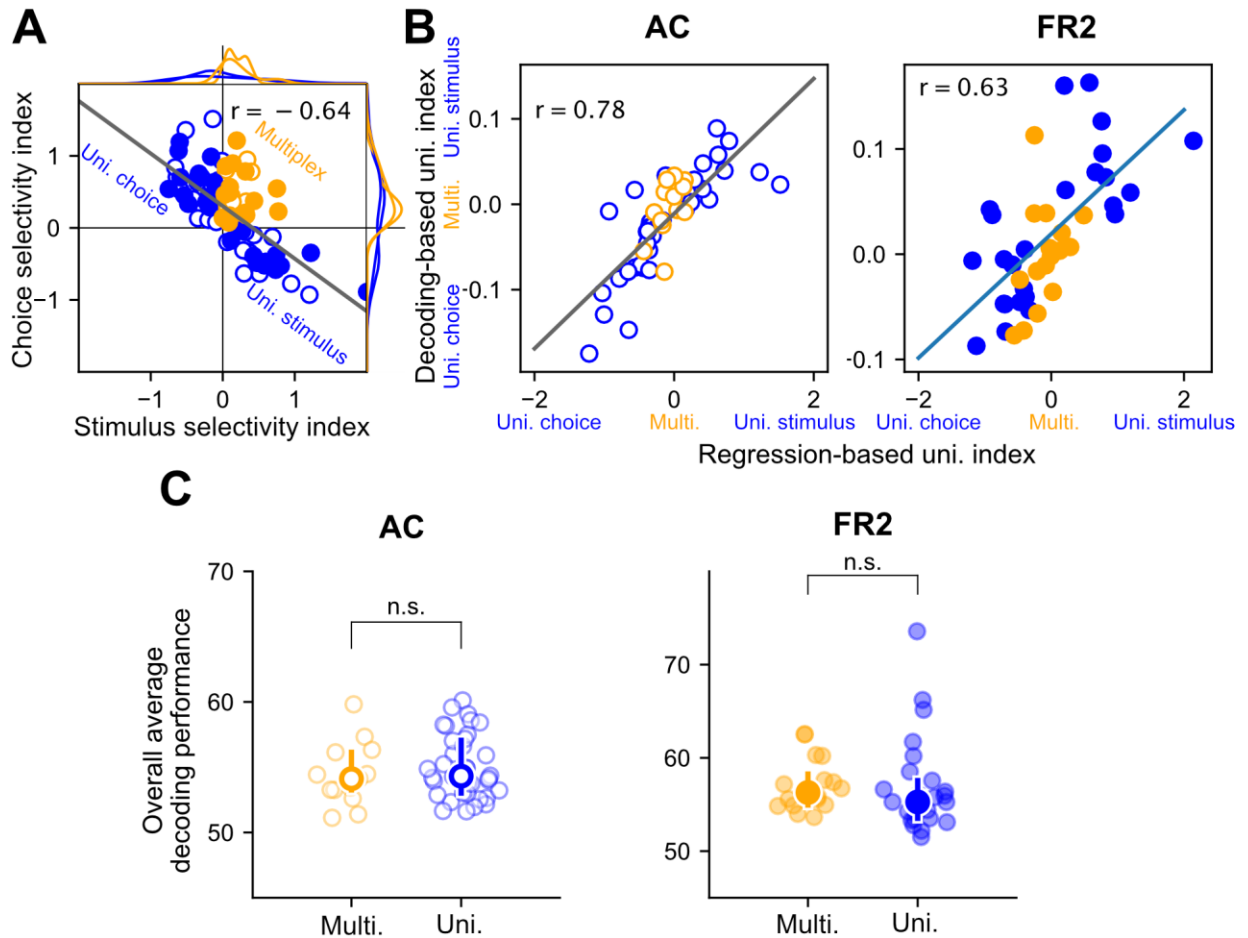 A
Choice selectivity index
1
0
−1
r = − 0.64
Multiplex
Uni. choice
Uni. stimulus
−1 0 1
Stimulus selectivity index
B
AC
FR2
Decoding-based uni. index
Uni. choice Multi. Uni. stimulus
0.1
0.0
-0.1
r = 0.78
−2 0 2
Uni. choice Multi. Uni. stimulus
0.1
0.0
-0.1
r = 0.63
−2 0 2
Uni. choice Multi. Uni. stimulus
Regression-based uni. index
C
AC
FR2
Overall average
decoding performance
70
60
50
n.s.
Multi. Uni.
70
60
50
n.s.
Multi. Uni.